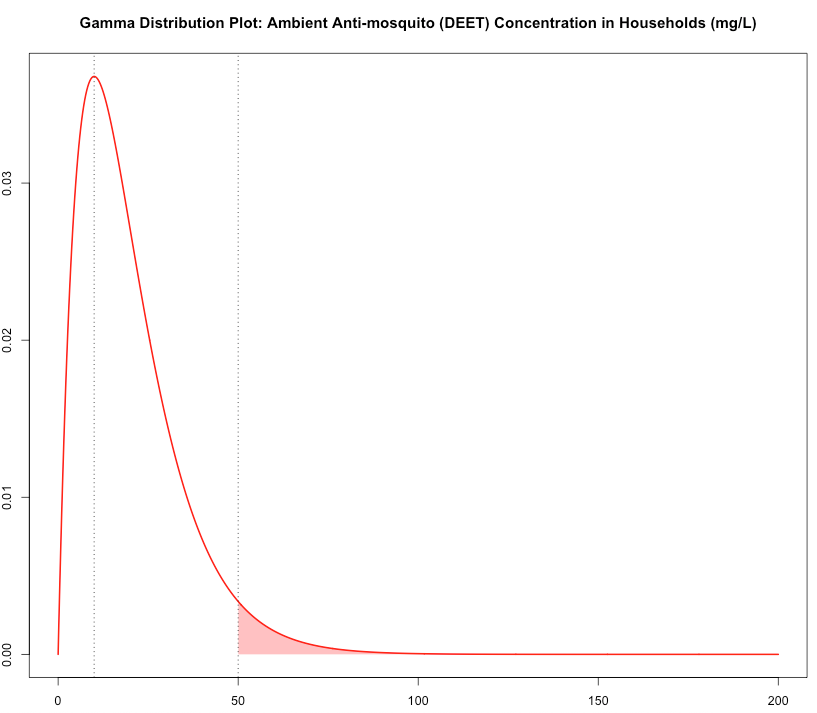 Gamma Distribution Plot: Ambient Anti-mosquito (DEET) Concentration in Households (mg/L)
0.03
0.02
0.01
0.00
0 50 100 150 200